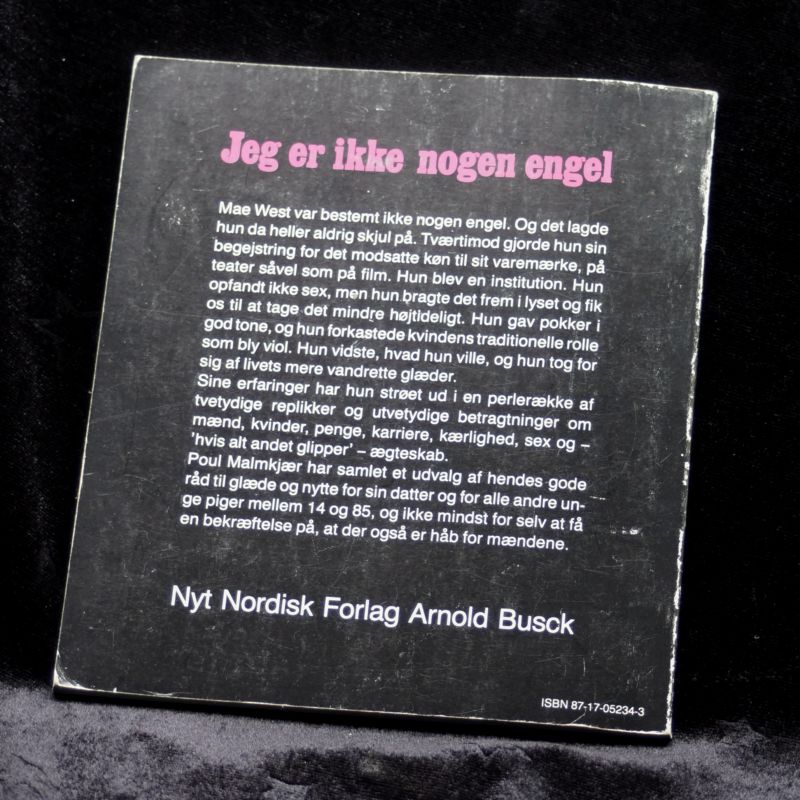 Jeg er ikke nogen engel
Mae West var bestemt ikke nogen engel. Og det lagde
hun da heller aldrig skjul på. Tværtimod gjorde hun sin
begejstring for det modsatte køn til sit varemærke, på
teater såvel som på film. Hun blev en institution. Hun
opfandt ikke sex, men hun bragte det frem i lyset og fik
os til at tage det mindre højtideligt. Hun gav pokker i
god tone, og hun forkastede kvindens traditionelle rolle
som bly viol. Hun vidste, hvad hun ville, og hun tog for
sig af livets mere vandrette glæder.
Sine erfaringer har hun strøet ud i en perlerække af
tvetydige replikker og utvetydige betragtninger om
mænd, kvinder, penge, karriere, kærlighed, sex og –
'hvis alt andet glipper' – ægteskab.
Poul Malmkjær har samlet et udvalg af hendes gode
råd til glæde og nytte for sin datter og for alle andre un-
ge piger mellem 14 og 85, og ikke mindst for selv at få
en bekræftelse på, at der også er håb for mændene.
Nyt Nordisk Forlag Arnold Busck
ISBN 87-17-05234-3